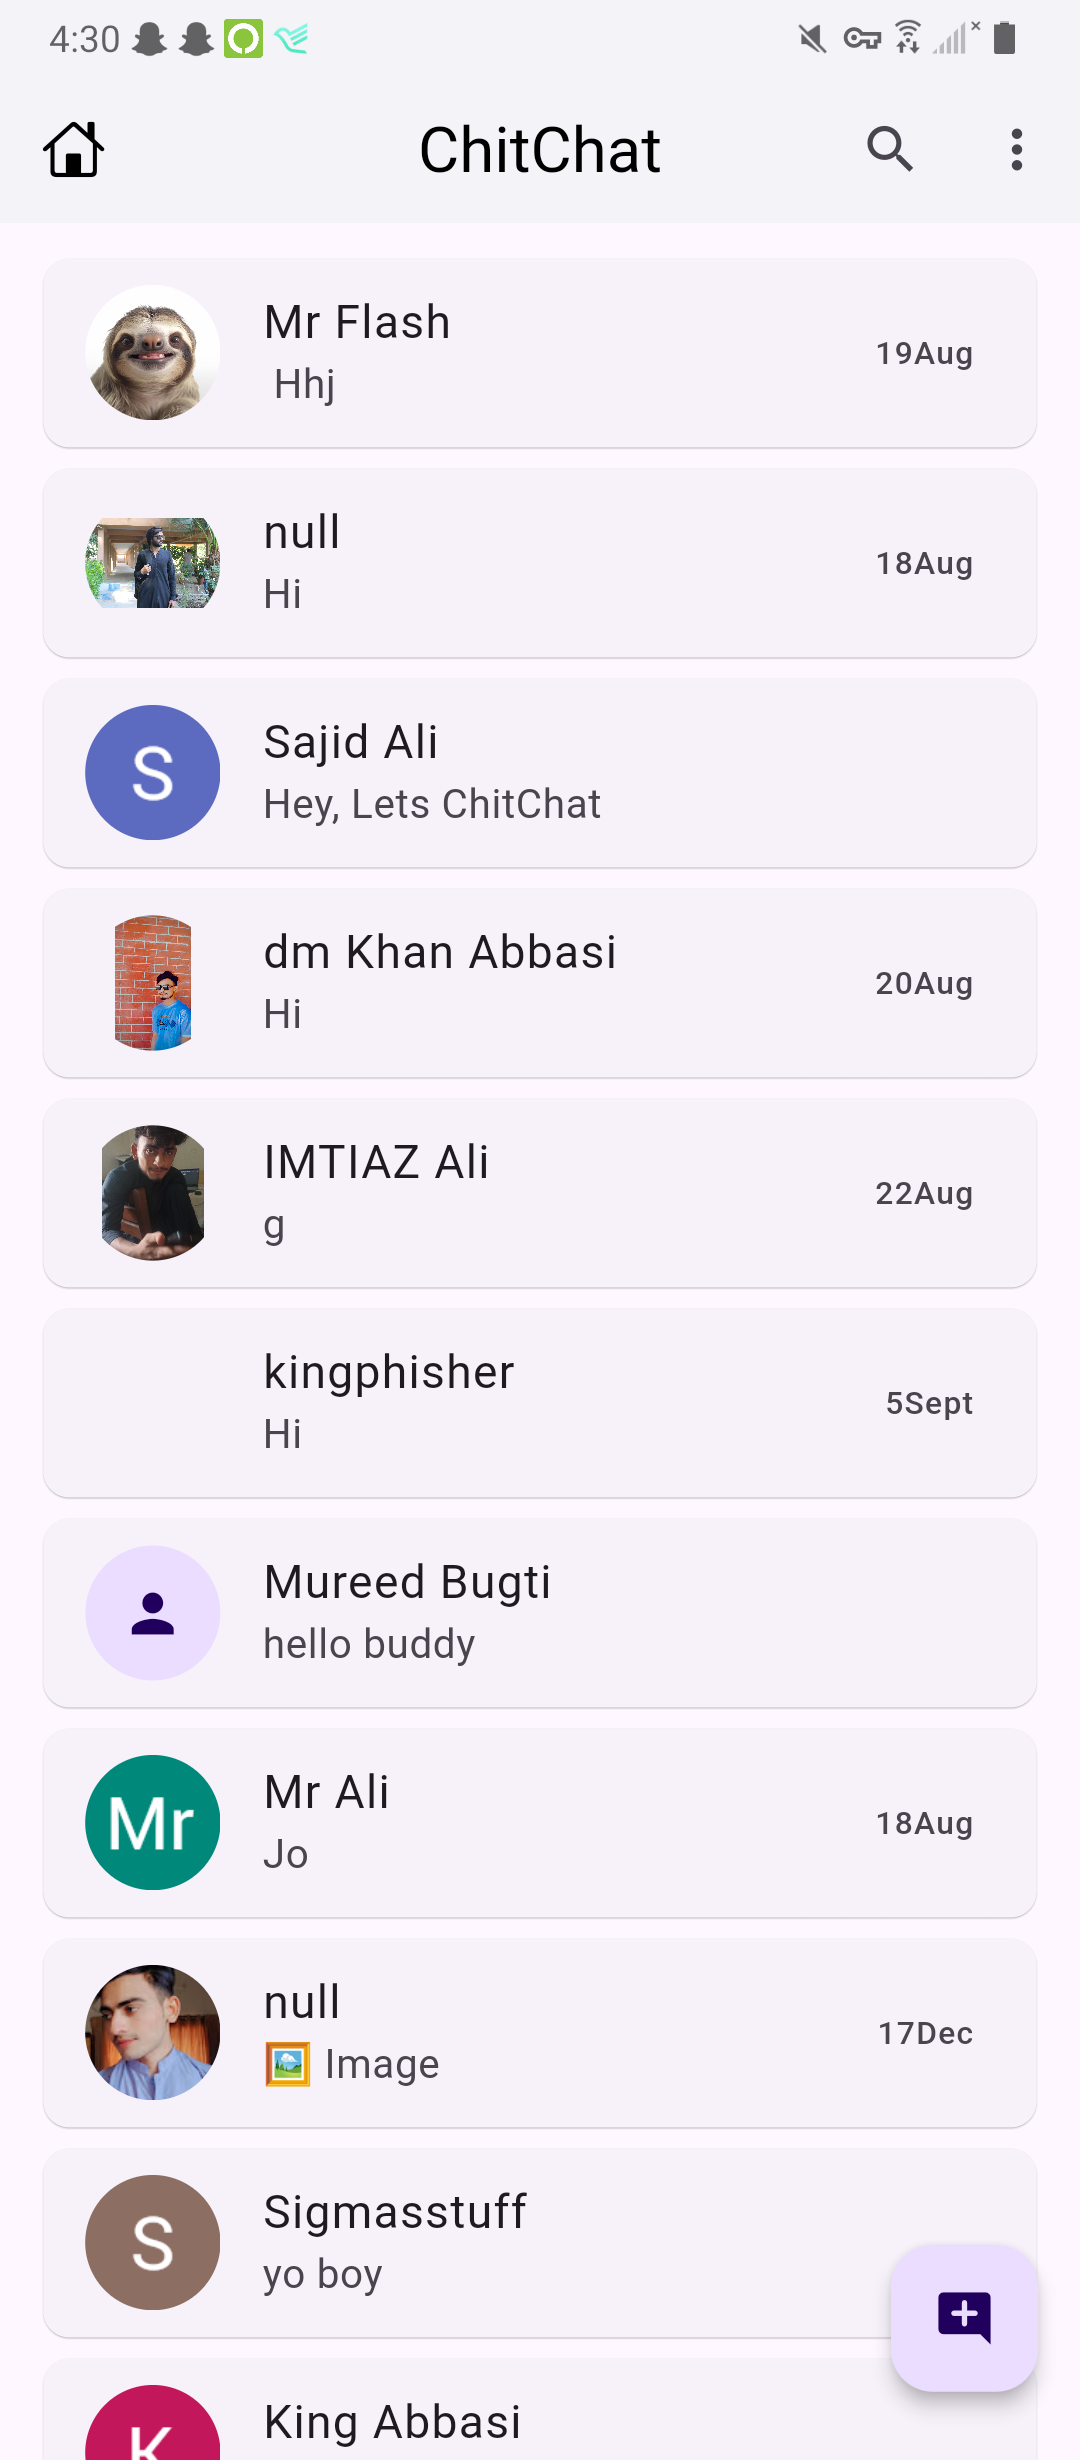 4:30
ChitChat
Mr Flash
Hhj
19Aug
null
Hi
18Aug
S
Sajid Ali
Hey, Lets ChitChat
dm Khan Abbasi
Hi
20Aug
IMTIAZ Ali
g
22Aug
kingphisher
Hi
5Sept
Mureed Bugti
hello buddy
Mr
Mr Ali
Jo
18Aug
null
🖼️ Image
17Dec
S
Sigmasstuff
yo boy
K
King Abbasi